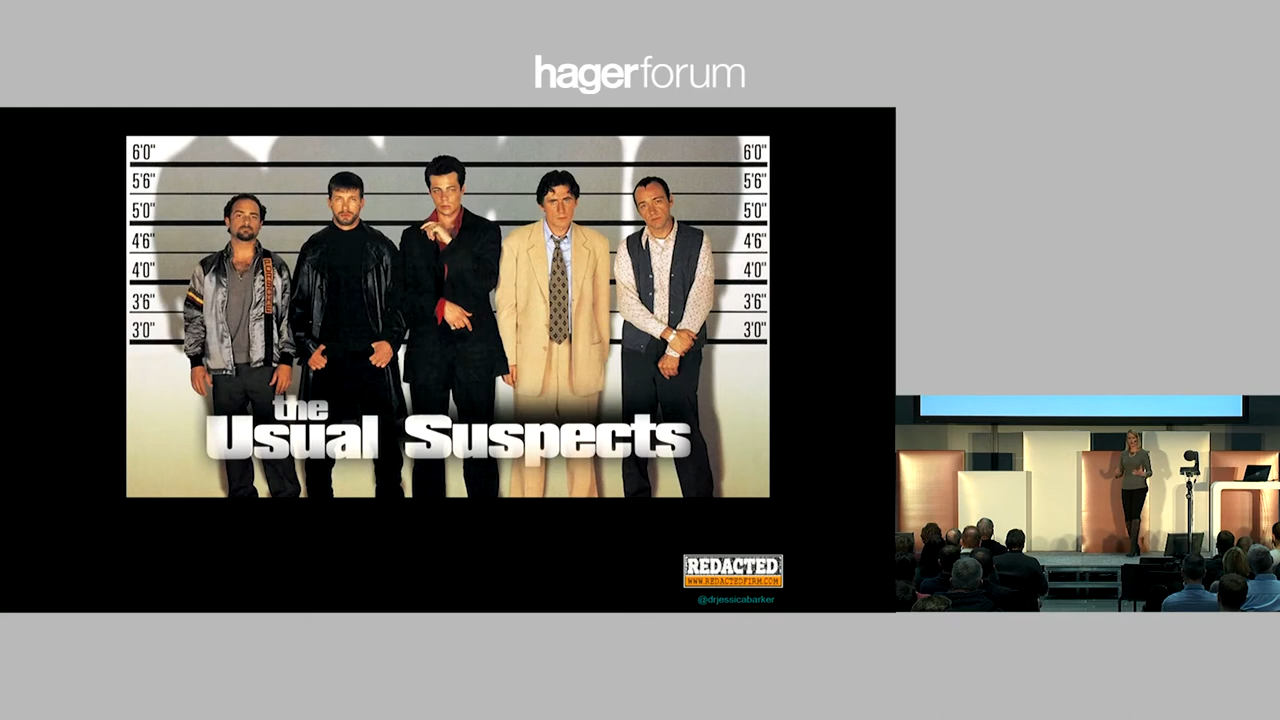 hagerforum
6'0" 6'0"
5'6" 5'6"
5'0" 5'0"
4'6" 4'6"
4'0" 4'0"
3'6" 3'6"
3'0" 3'0"
the
Usual Suspects
REDACTED
WWW.REDACTEDFIRM.COM
@drjessicabarker